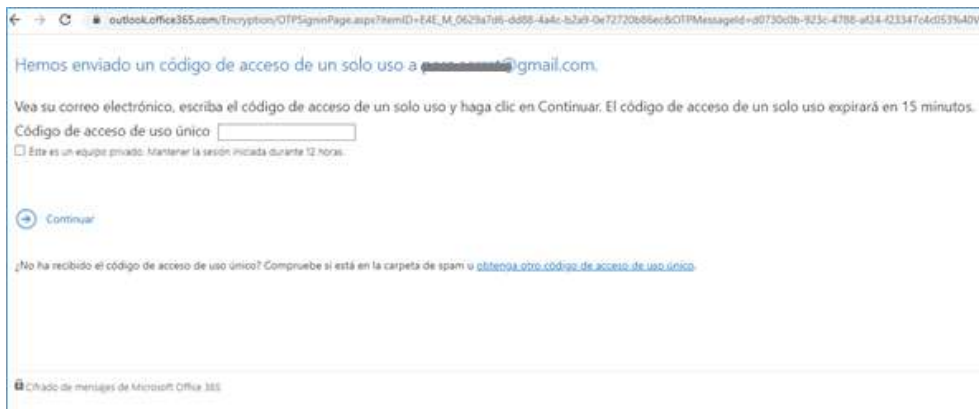 outlook.office365.com/Encryption/OTPSigninPage.aspx?itemID=E4E_M_0629a7d6-dd88-4a4c-b2a9-0e72720b86ec&OTPMessageId=d0730c0b-923c-4788-af24-f23347c4c053%40V
Hemos enviado un código de acceso de un solo uso a @gmail.com.
Vea su correo electrónico, escriba el código de acceso de un solo uso y haga clic en Continuar. El código de acceso de un solo uso expirará en 15 minutos.
Código de acceso de uso único
Este es un equipo privado. Mantener la sesión iniciada durante 12 horas.
Continuar
¿No ha recibido el código de acceso de uso único? Compruebe si está en la carpeta de spam u obtenga otro código de acceso de uso único.
Cifrado de mensajes de Microsoft Office 365